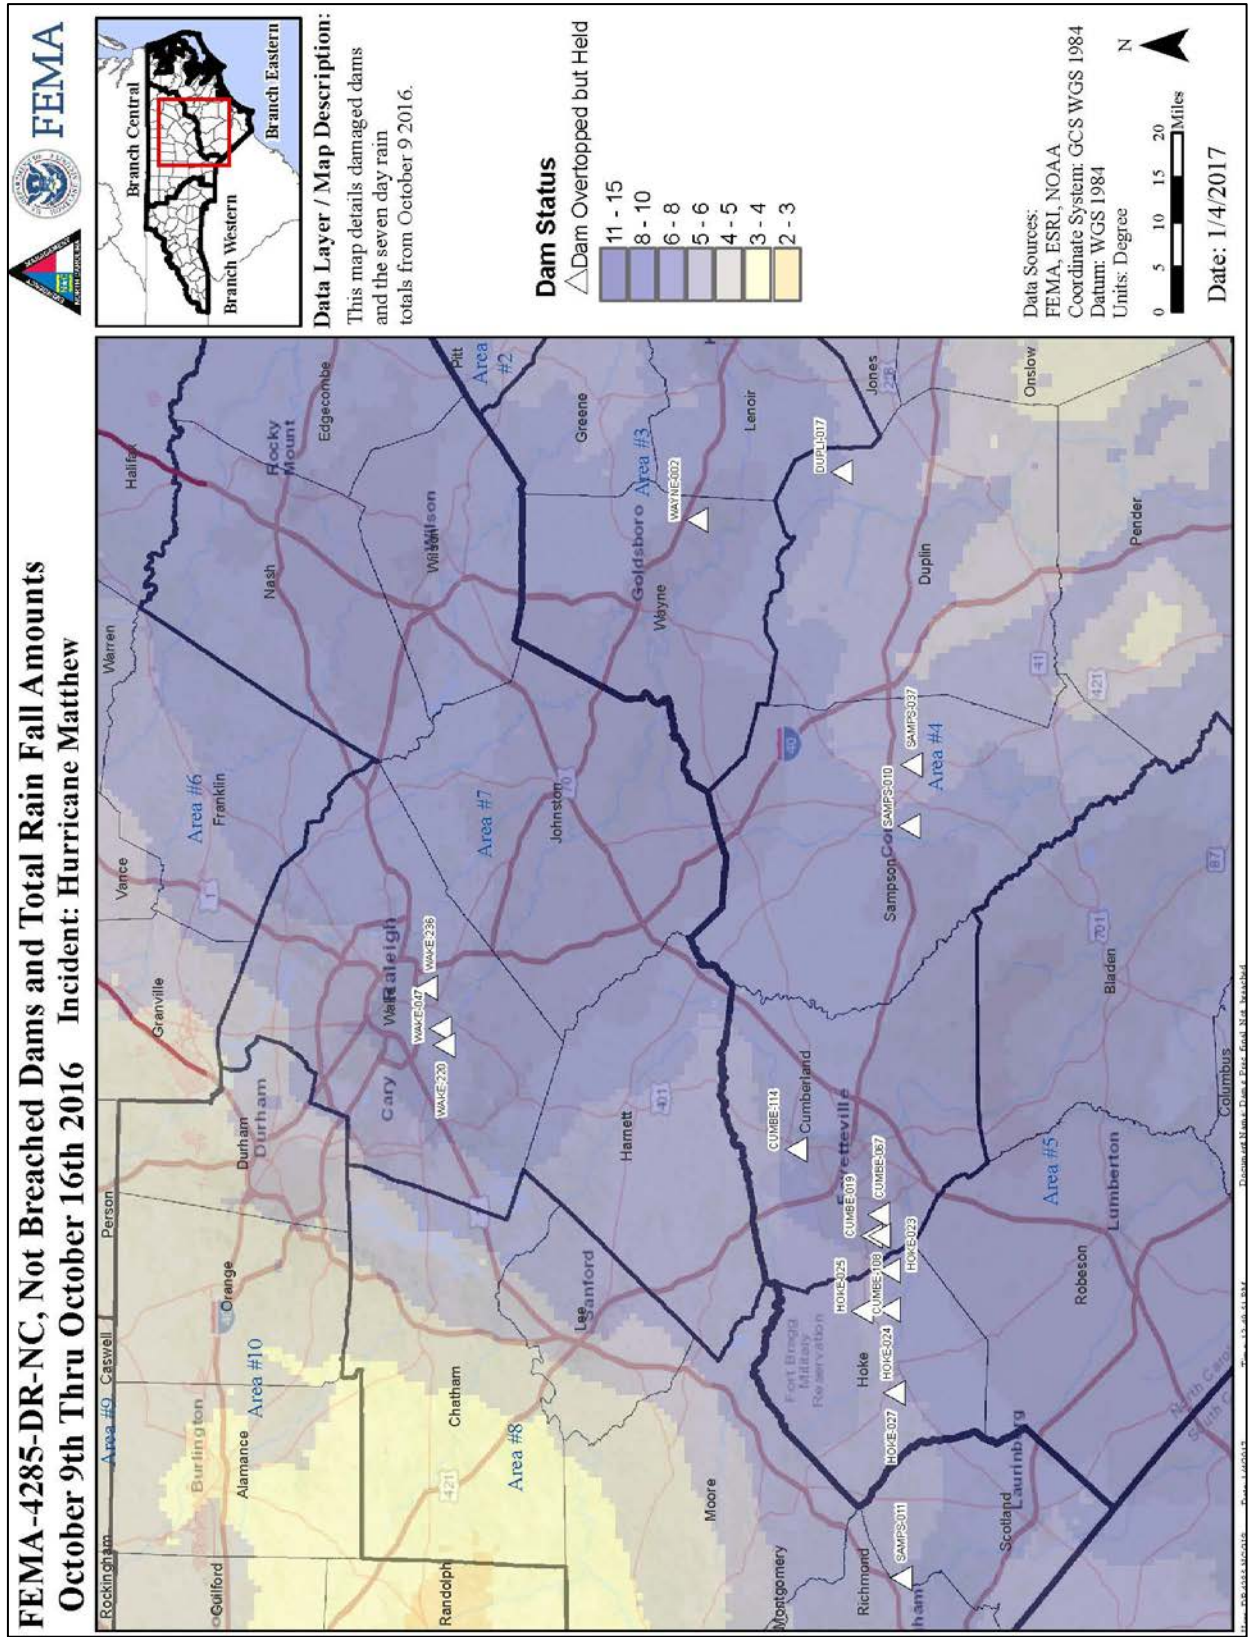 FEMA-4285-DR-NC, Not Breached Dams and Total Rain Fall Amounts
October 9th Thru October 16th 2016 Incident: Hurricane Matthew
FEMA
Branch Central
Branch Western
Branch Eastern
Data Layer / Map Description:
This map details damaged dams
and the seven day rain
totals from October 9 2016.
Dam Status
Dam Overtopped but Held
11 - 15
8 - 10
6 - 8
5 - 6
4 - 5
3 - 4
2 - 3
Data Sources:
FEMA, ESRI, NOAA
Coordinate System: GCS WGS 1984
Datum: WGS 1984
Units: Degree
N
0 5 10 15 20
Miles
Date: 1/4/2017
Rockingham
Area #9
Caswell
Person
Granville
Vance
Warren
Halifax
Guilford
Burlington
Alamance
Area #10
Orange
Durham
Durham
1
Area #6
Franklin
Nash
Rocky
Mount
Edgecombe
Randolph
421
Chatham
Area #8
Cary
Raleigh
WAKE-220
WAKE-047
WAKE-236
Area #7
Wilson
Wilson
Pitt
Area
#2
Lee
Sanford
Harnett
401
Johnston
70
Goldsboro
Wayne
Area #3
Greene
WAYNE-002
Lenoir
Moore
Montgomery
Richmond
SAMPS-011
Fort Bragg
Military
Reservation
Hoke
HOKE-027
HOKE-024
HOKE-025
CUMBE-108
HOKE-023
CUMBE-019
CUMBE-067
CUMBE-114
Cumberland
40
Sampson
SAMPS-010
SAMPS-037
Area #4
Duplin
DUPLI-017
Jones
Onslow
Scotland
Laurinburg
Robeson
Lumberton
Area #5
Bladen
701
87
41
421
Pender
Columbus